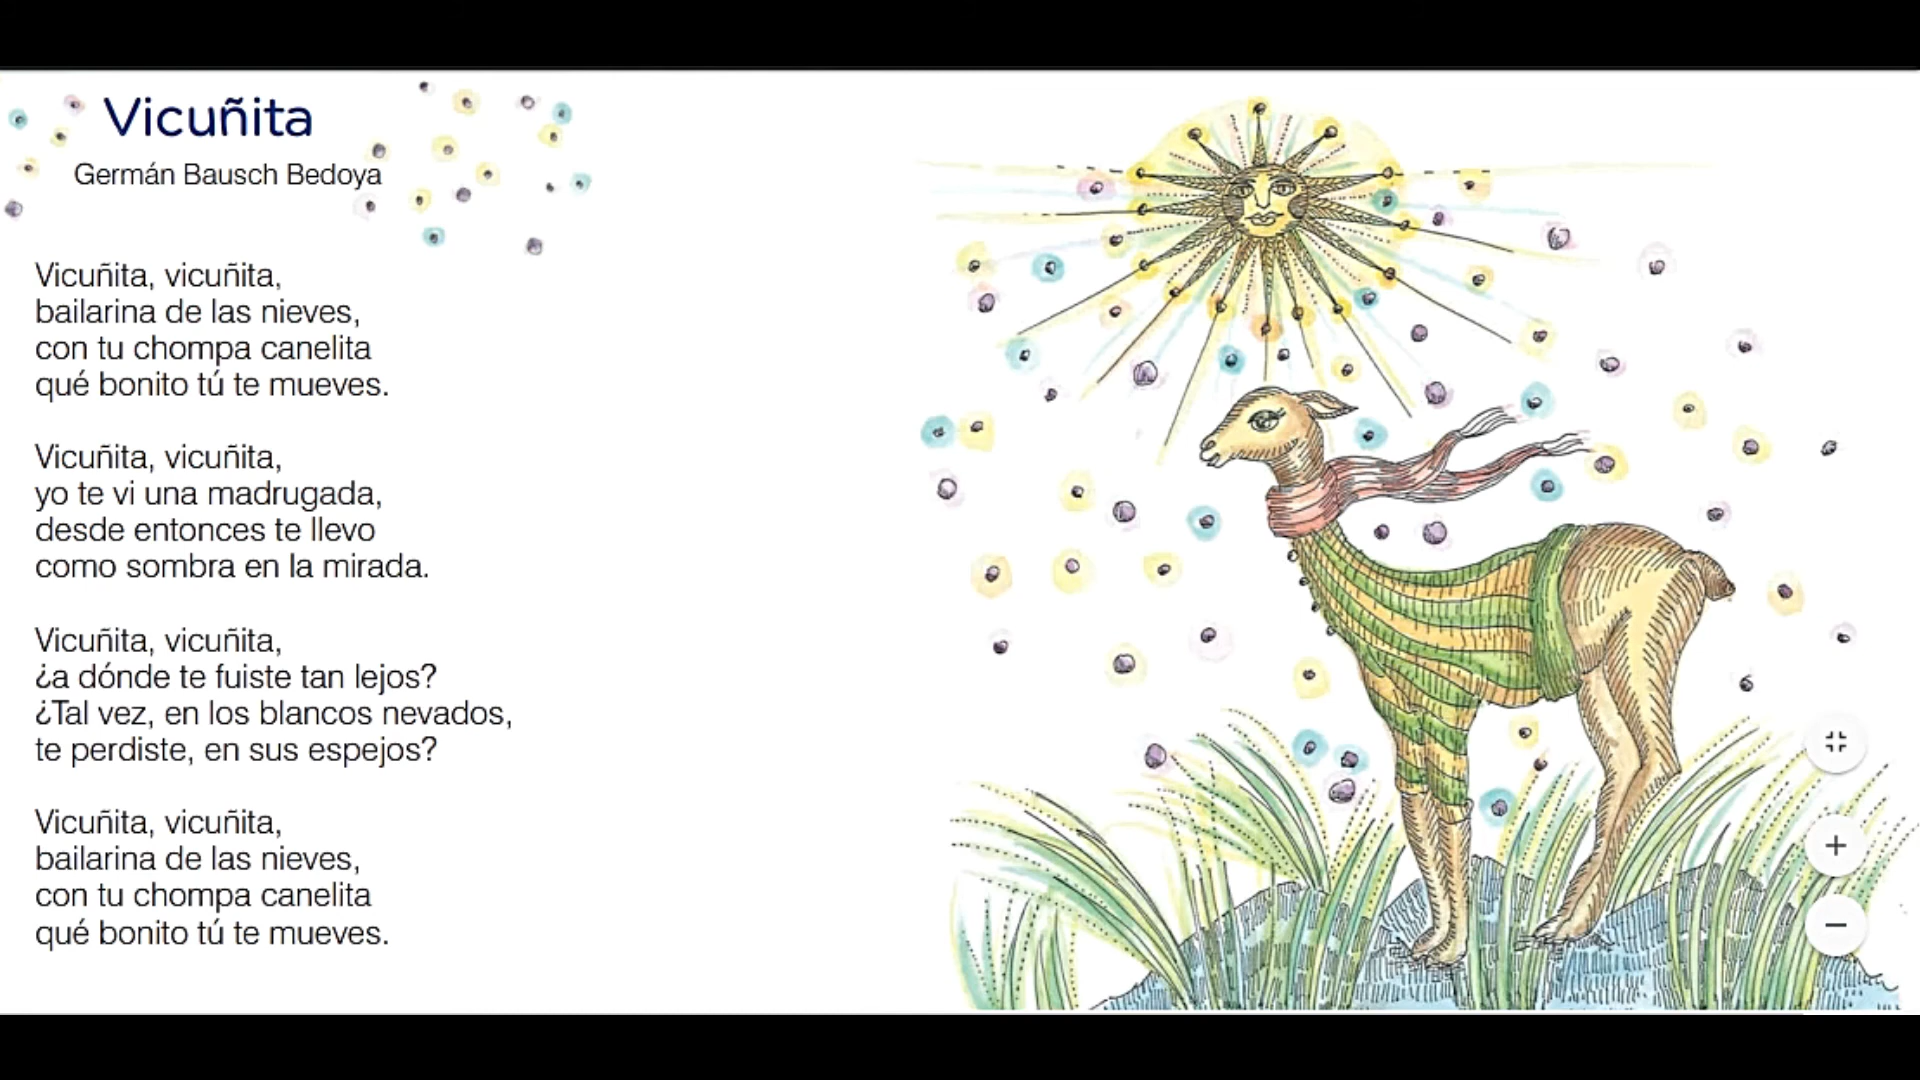 Vicuñita
Germán Bausch Bedoya
Vicuñita, vicuñita,
bailarina de las nieves,
con tu chompa canelita
qué bonito tú te mueves.
Vicuñita, vicuñita,
yo te vi una madrugada,
desde entonces te llevo
como sombra en la mirada.
Vicuñita, vicuñita,
¿a dónde te fuiste tan lejos?
¿Tal vez, en los blancos nevados,
te perdiste, en sus espejos?
Vicuñita, vicuñita,
bailarina de las nieves,
con tu chompa canelita
qué bonito tú te mueves.